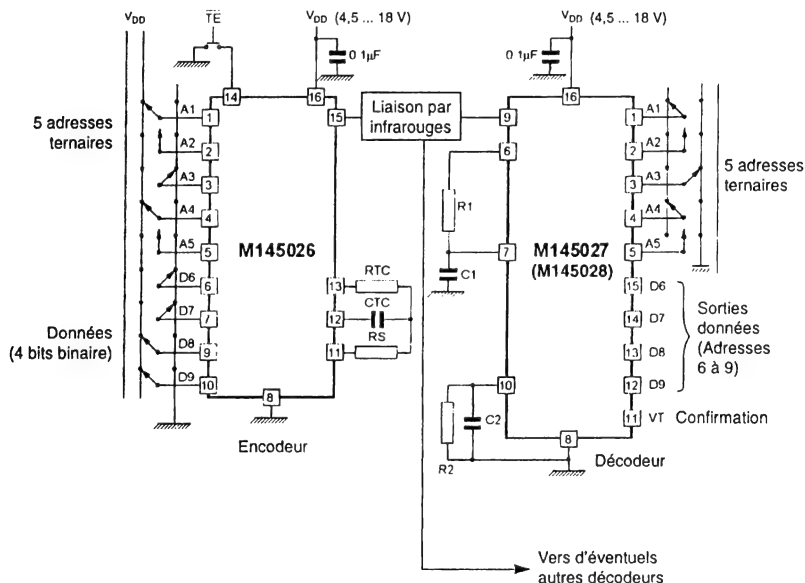 VDD
TE
VDD (4,5 ... 18 V)
0 1µF
14
16
5 adresses
ternaires
A1
1
A2
2
A3
3
A4
4
A5
5
D6
6
D7
7
Données
(4 bits binaire)
D8
9
D9
10
8
M145026
15
13
RTC
12
CTC
11
RS
Encodeur
Liaison par
infrarouges
VDD (4,5 ... 18 V)
0 1µF
16
9
6
R1
7
C1
10
C2
R2
8
M145027
(M145028)
1
A1
2
A2
3
A3
4
A4
5
A5
5 adresses
ternaires
15
D6
14
D7
13
D8
12
D9
Sorties
données
(Adresses
6 à 9)
11
VT
Confirmation
Décodeur
Vers d'éventuels
autres décodeurs